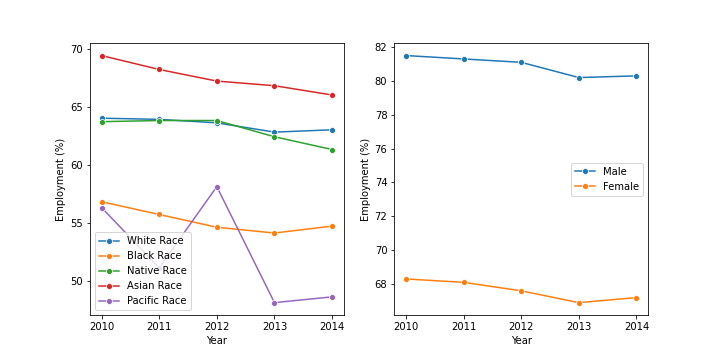 70
65
60
55
50
Employment (%)
White Race
Black Race
Native Race
Asian Race
Pacific Race
2010 2011 2012 2013 2014
Year
82
80
78
76
74
72
70
68
Employment (%)
Male
Female
2010 2011 2012 2013 2014
Year